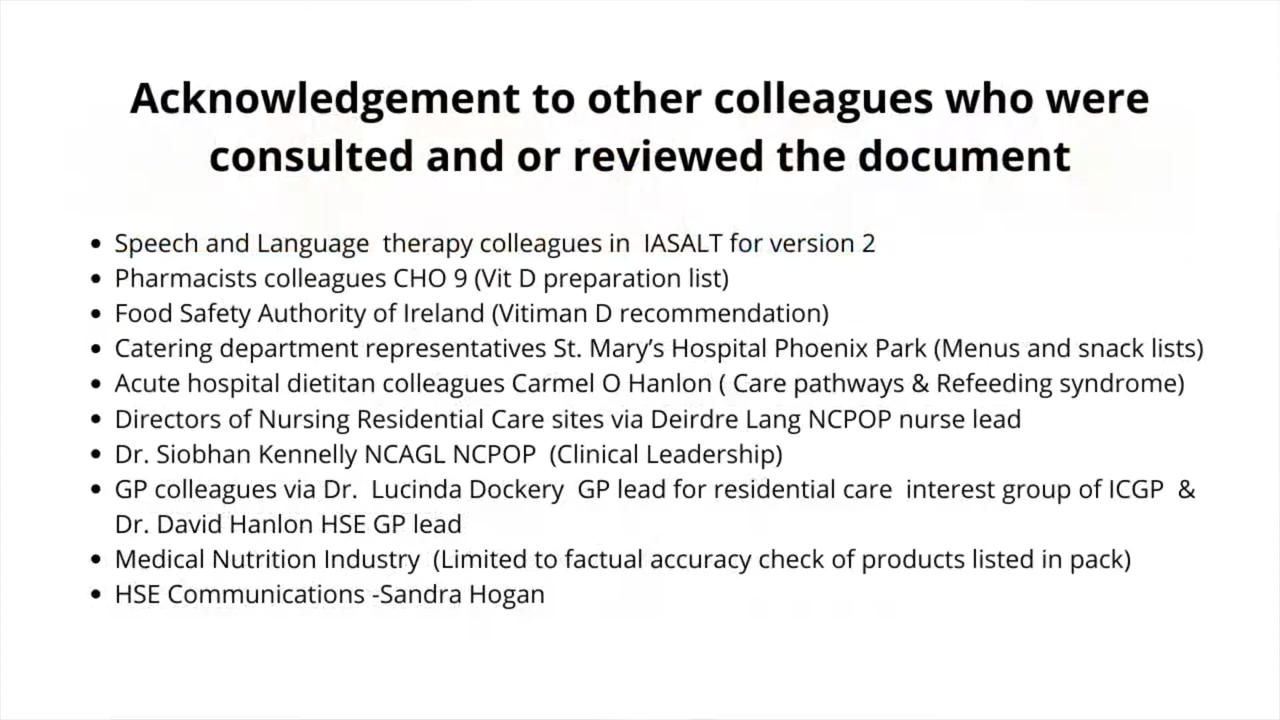 Acknowledgement to other colleagues who were
consulted and or reviewed the document
• Speech and Language therapy colleagues in IASALT for version 2
• Pharmacists colleagues CHO 9 (Vit D preparation list)
• Food Safety Authority of Ireland (Vitiman D recommendation)
• Catering department representatives St. Mary's Hospital Phoenix Park (Menus and snack lists)
• Acute hospital dietitan colleagues Carmel O Hanlon ( Care pathways & Refeeding syndrome)
• Directors of Nursing Residential Care sites via Deirdre Lang NCPOP nurse lead
• Dr. Siobhan Kennelly NCAGL NCPOP (Clinical Leadership)
• GP colleagues via Dr. Lucinda Dockery GP lead for residential care interest group of ICGP &
Dr. David Hanlon HSE GP lead
• Medical Nutrition Industry (Limited to factual accuracy check of products listed in pack)
• HSE Communications -Sandra Hogan